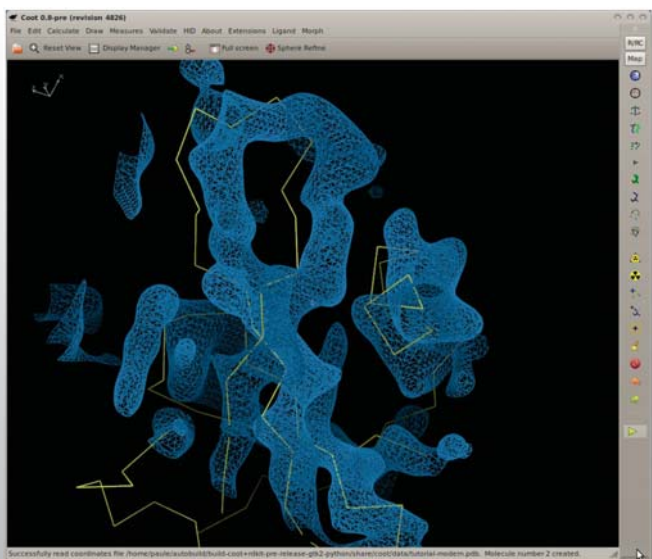 Coot 0.8-pre (revision 4826)
File Edit Calculate Draw Measures Validate HID About Extensions Ligand Morph
Reset View Display Manager Full screen Sphere Refine
R/RC
Map
Successfully read coordinates file /home/paule/autobuild/build-coot+rdkit-pre-release-gtk2-python/share/coot/data/tutorial-modern.pdb. Molecule number 2 created.